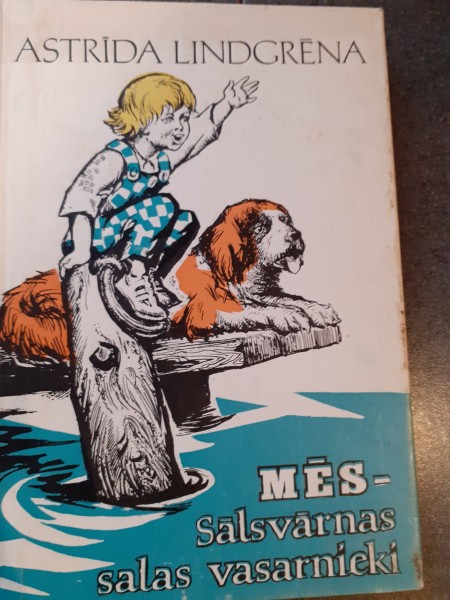 ASTRĪDA LINDGRĒNA
MĒS-
Sālsvārnas
salas vasarnieki